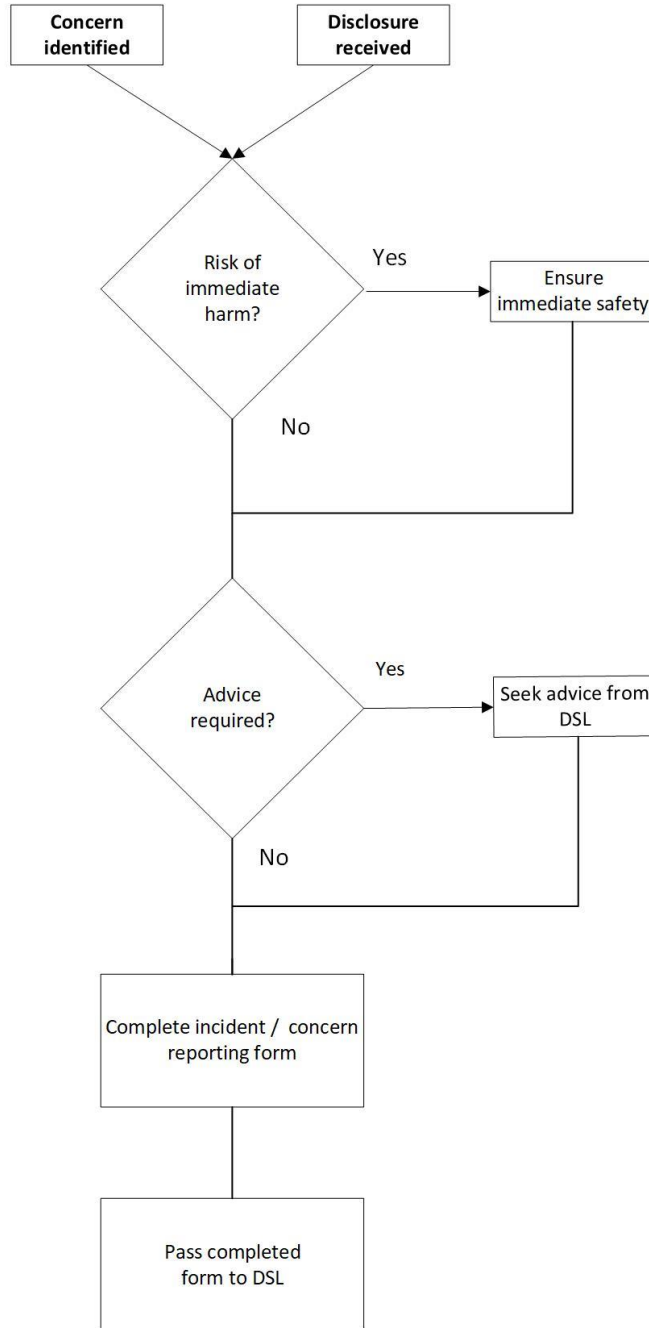 Concern
identified
Disclosure
received
Risk of
immediate
harm?
Yes
Ensure
immediate safety
No
Advice
required?
Yes
Seek advice from
DSL
No
Complete incident / concern
reporting form
Pass completed
form to DSL